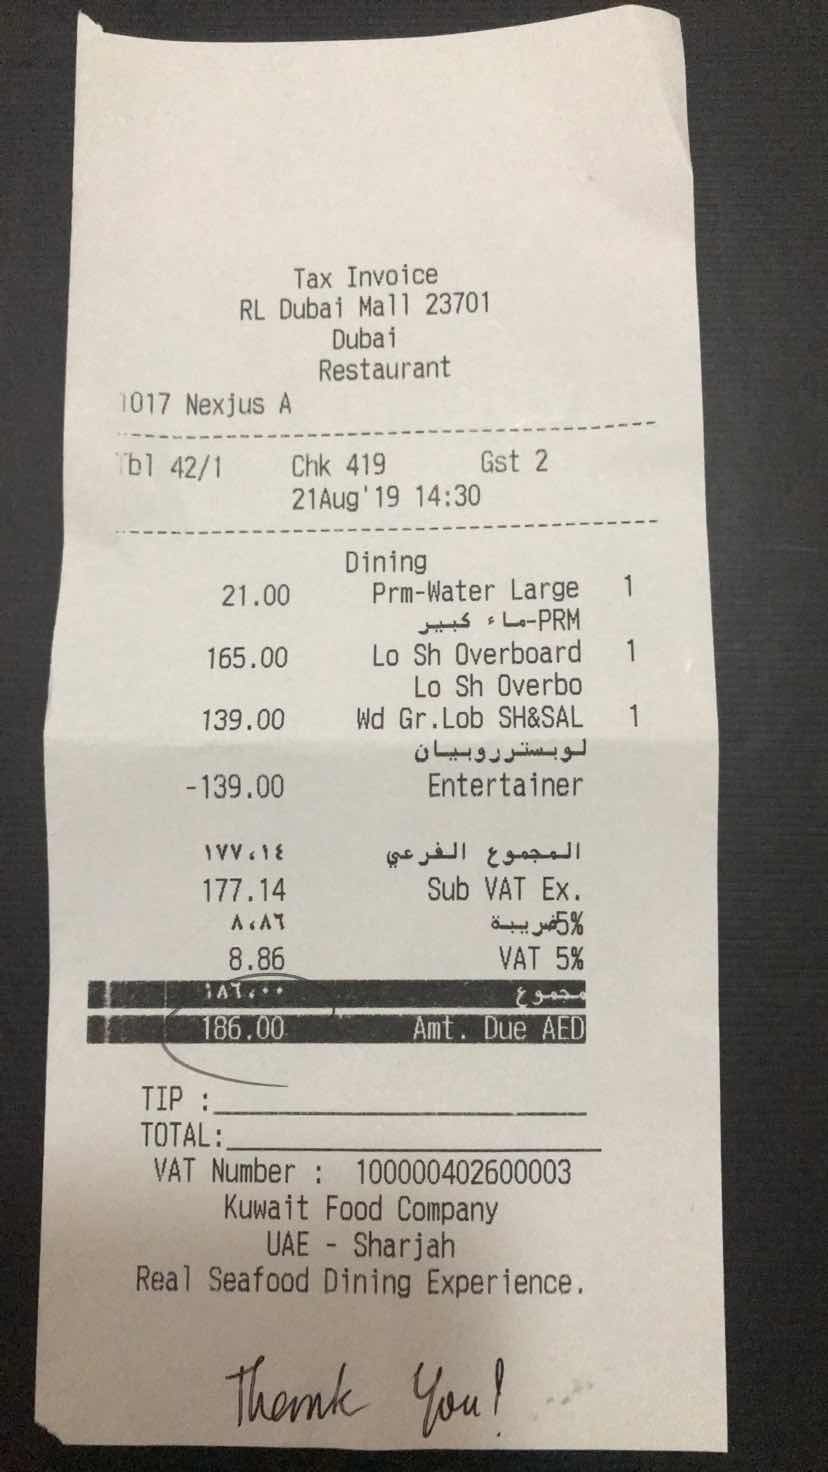 Tax Invoice
RL Dubai Mall 23701
Dubai
Restaurant
1017 Nexjus A
Tbl 42/1 Chk 419 Gst 2
21Aug'19 14:30
Dining
21.00 Prm-Water Large 1
PRM-ماء كبير
165.00 Lo Sh Overboard 1
Lo Sh Overbo
139.00 Wd Gr.Lob SH&SAL 1
لوبسترروبيان
-139.00 Entertainer
١٧٧،١٤ المجموع الفرعي
177.14 Sub VAT Ex.
٨،٨٦ ضريبة5%
8.86 VAT 5%
١٨٦،٠٠ مجموع
186.00 Amt. Due AED
TIP :
TOTAL:
VAT Number : 100000402600003
Kuwait Food Company
UAE - Sharjah
Real Seafood Dining Experience.
Thank You!